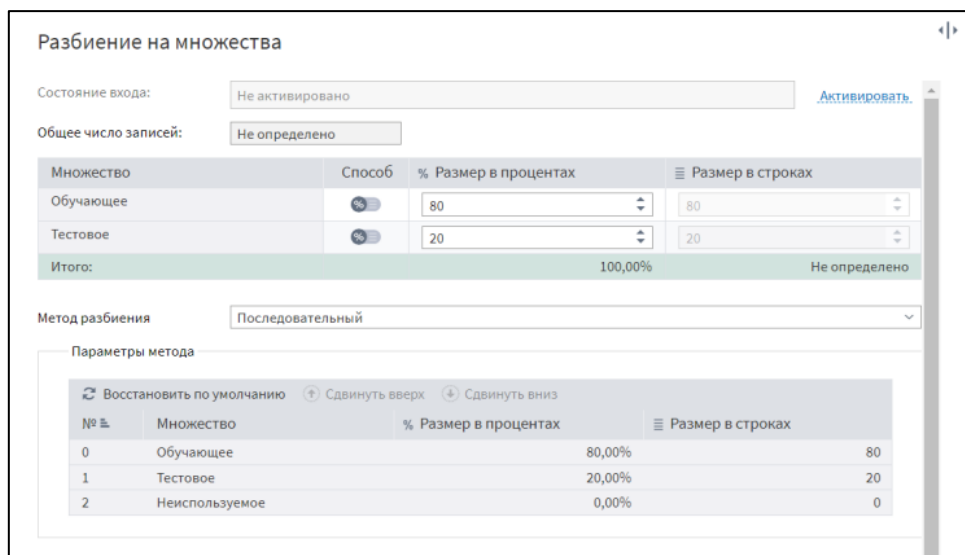 Разбиение на множества
Состояние входа: Не активировано Активировать
Общее число записей: Не определено
Множество Способ % Размер в процентах Размер в строках
Обучающее % 80 80
Тестовое % 20 20
Итого: 100,00% Не определено
Метод разбиения Последовательный
Параметры метода
Восстановить по умолчанию Сдвинуть вверх Сдвинуть вниз
№ Множество % Размер в процентах Размер в строках
0 Обучающее 80,00% 80
1 Тестовое 20,00% 20
2 Неиспользуемое 0,00% 0